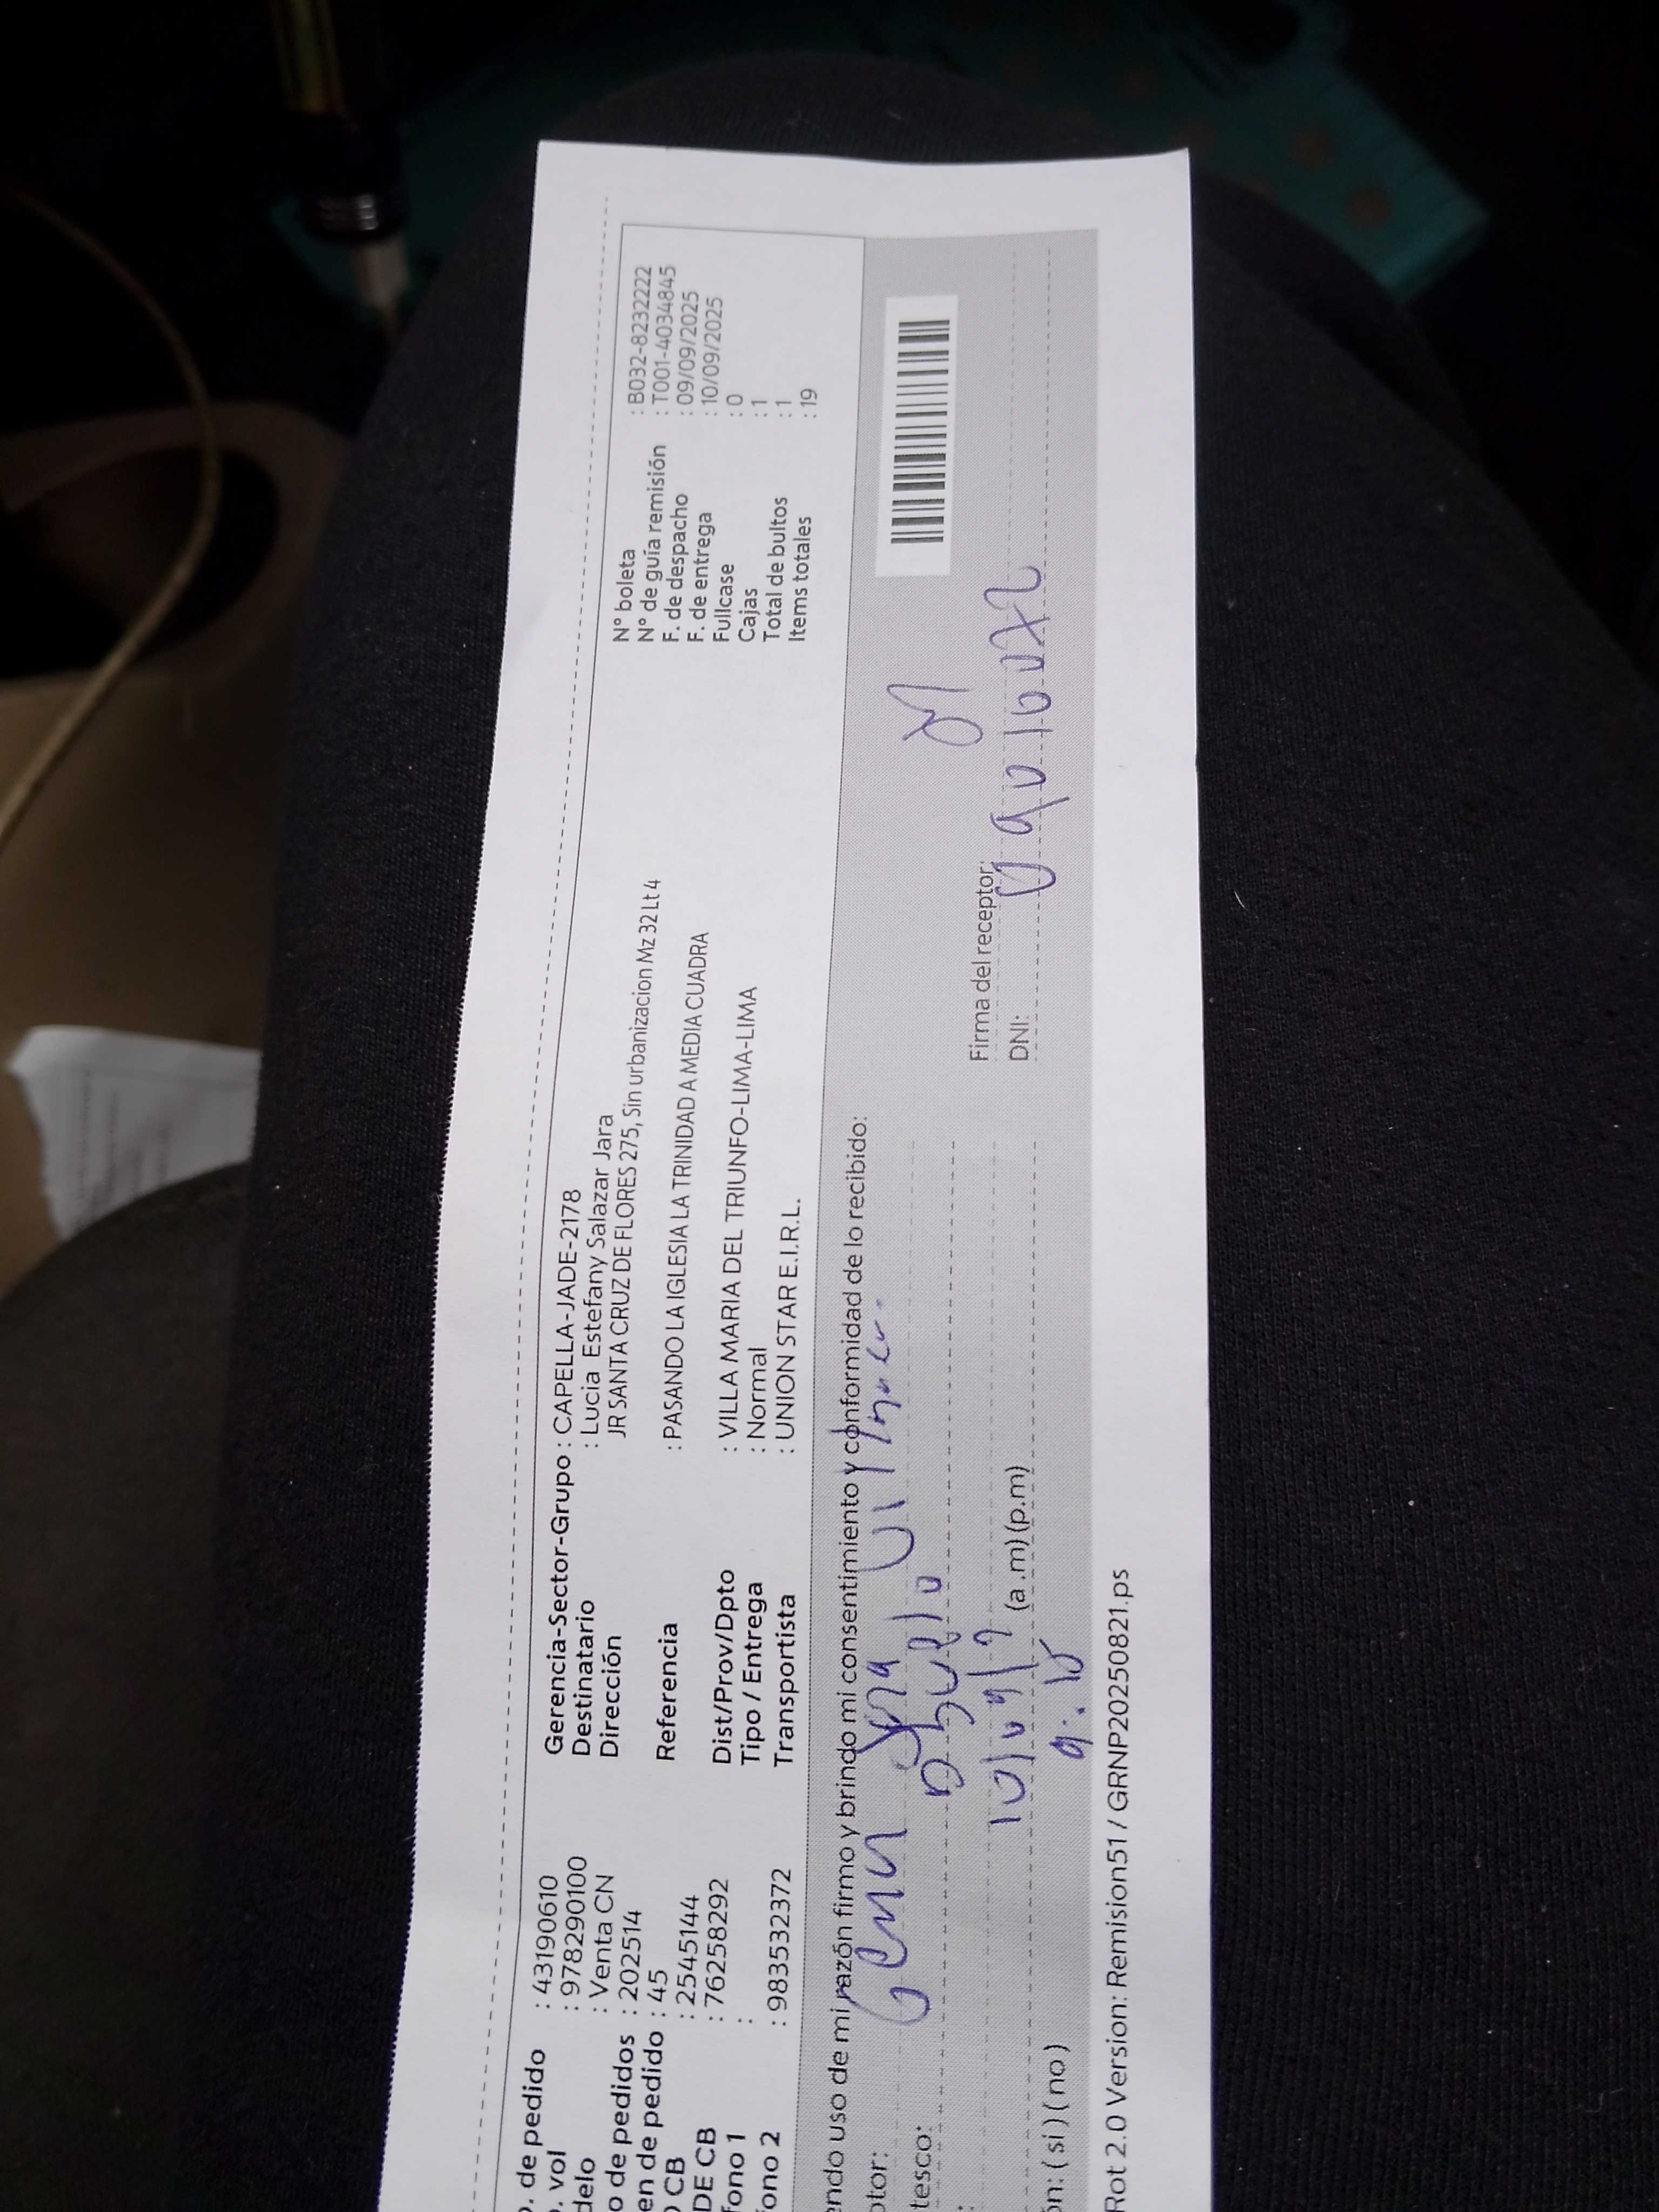 . de pedido : 43190610
. vol : 9782900100
delo : Venta CN
o de pedidos : 202514
en de pedido : 45
CB : 2545144
DE CB : 76258292
fono 1 :
fono 2 : 983532372
Gerencia-Sector-Grupo : CAPELLA-JADE-2178
Destinatario : Lucia Estefany Salazar Jara
Dirección JR SANTA CRUZ DE FLORES 275, Sin urbanizacion Mz 32 Lt 4
Referencia : PASANDO LA IGLESIA LA TRINIDAD A MEDIA CUADRA
Dist/Prov/Dpto : VILLA MARIA DEL TRIUNFO-LIMA-LIMA
Tipo / Entrega : Normal
Transportista : UNION STAR E.I.R.L.
N° boleta : B032-8232222
N° de guía remisión : T001-4034845
F. de despacho : 09/09/2025
F. de entrega : 10/09/2025
Fullcase : 0
Cajas : 1
Total de bultos : 1
Items totales : 19
endo uso de mi razón firmo y brindo mi consentimiento y conformidad de lo recibido:
ptor:
tesco:
:
ón: ( si ) ( no ) (a .m) (p.m)
Firma del receptor:
DNI:
Rot 2.0 Version: Remision51 / GRNP20250821.ps